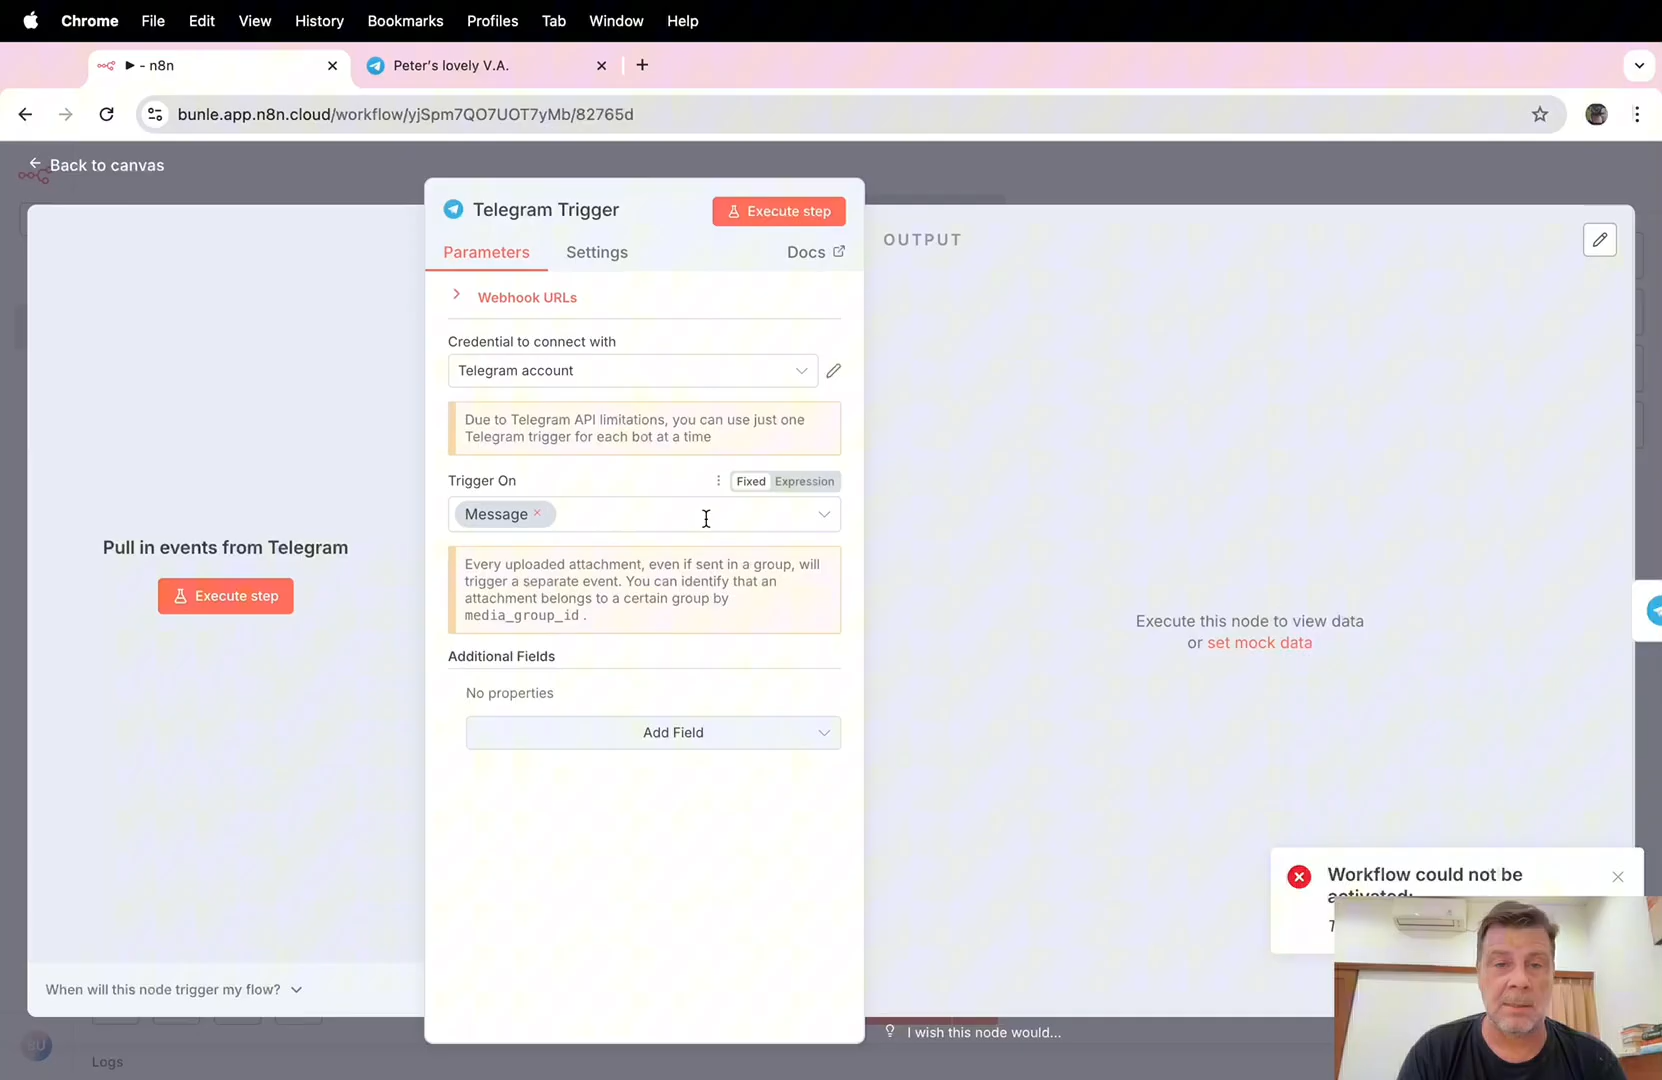 Chrome File Edit View History Bookmarks Profiles Tab Window Help
- n8n
Peter's lovely V.A.
bunle.app.n8n.cloud/workflow/yjSpm7QO7UOT7yMb/82765d
Back to canvas
Telegram Trigger
Execute step
Parameters
Settings
Docs
OUTPUT
Webhook URLs
Credential to connect with
Telegram account
Due to Telegram API limitations, you can use just one
Telegram trigger for each bot at a time
Trigger On
Fixed Expression
Message
Pull in events from Telegram
Execute step
Every uploaded attachment, even if sent in a group, will
trigger a separate event. You can identify that an
attachment belongs to a certain group by
media_group_id .
Additional Fields
No properties
Add Field
Execute this node to view data
or set mock data
Workflow could not be
activated:
When will this node trigger my flow?
I wish this node would...
Logs